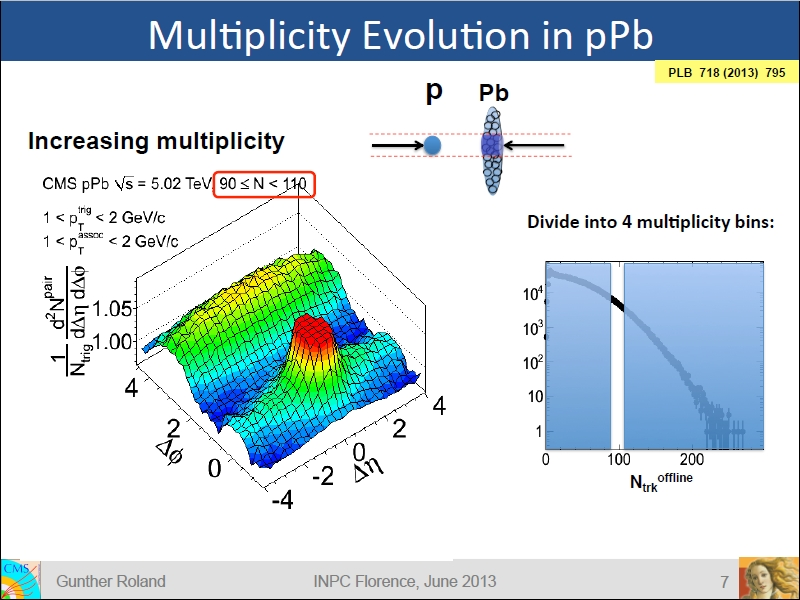 Multiplicity Evolution in pPb
PLB 718 (2013) 795
p
Pb
Increasing multiplicity
CMS pPb √s = 5.02 TeV, 90 ≤ N < 110
1 < p_T^trig < 2 GeV/c
1 < p_T^assoc < 2 GeV/c
1/N_trig d²N^pair/dΔη dΔϕ
1.05
1.00
4
2
0
Δϕ
-4
-2
0
2
4
Δη
Divide into 4 multiplicity bins:
10⁴
10³
10²
10
1
0 100 200
N_trk^offline
CMS
Gunther Roland
INPC Florence, June 2013
7